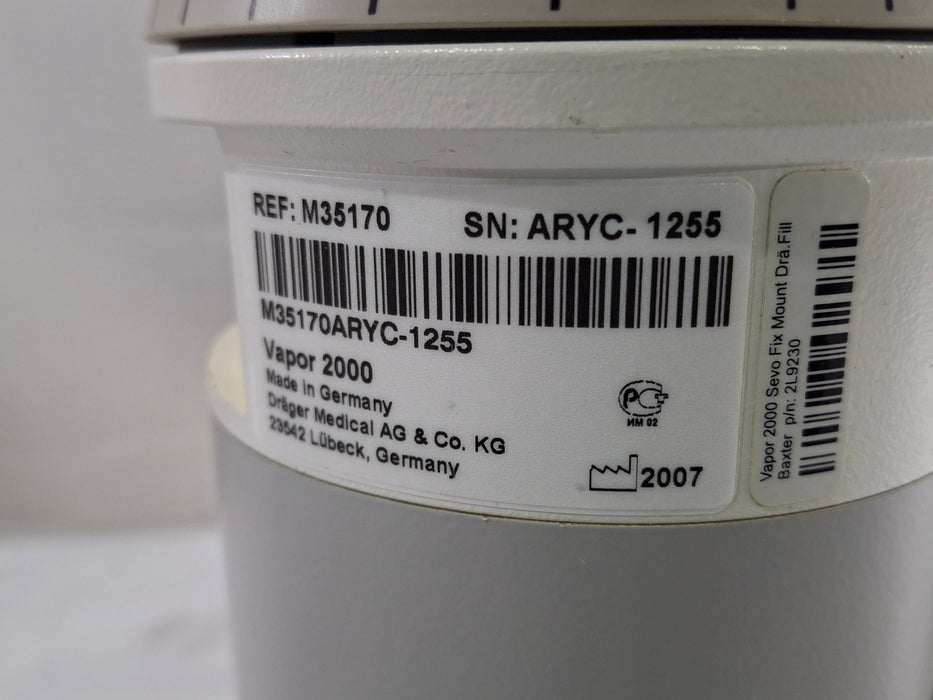 REF: M35170 SN: ARYC- 1255
M35170ARYC-1255
Vapor 2000
Made in Germany
Dräger Medical AG & Co. KG
23542 Lübeck, Germany
РС
ИМ 02
2007
Vapor 2000 Sevo Fix Mount Drä.Fill
Baxter p/n: 2L9230